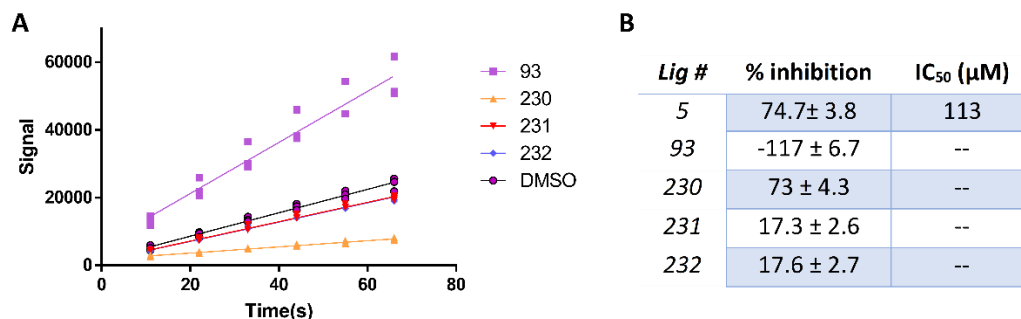 A
Signal
60000
40000
20000
0
0 20 40 60 80
Time(s)
93
230
231
232
DMSO
B
Lig # % inhibition IC₅₀ (µM)
5 74.7± 3.8 113
93 -117 ± 6.7 --
230 73 ± 4.3 --
231 17.3 ± 2.6 --
232 17.6 ± 2.7 --